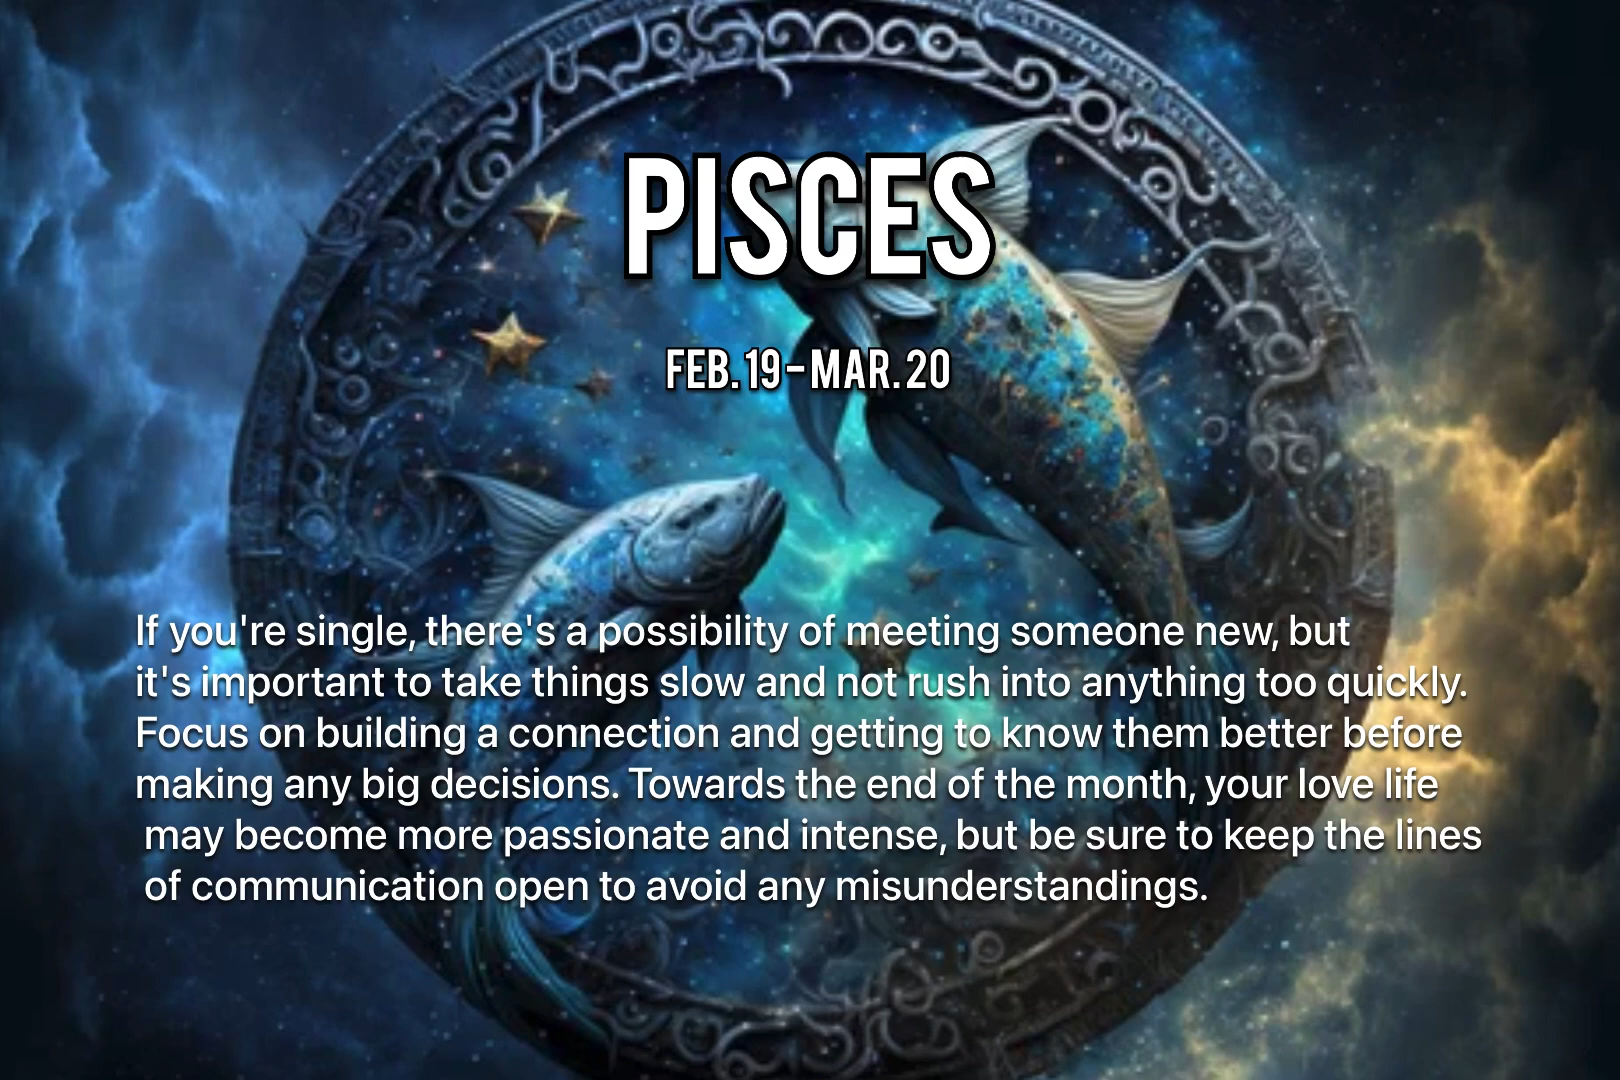 PISCES
FEB. 19 – MAR. 20
If you're single, there's a possibility of meeting someone new, but
it's important to take things slow and not rush into anything too quickly.
Focus on building a connection and getting to know them better before
making any big decisions. Towards the end of the month, your love life
may become more passionate and intense, but be sure to keep the lines
of communication open to avoid any misunderstandings.